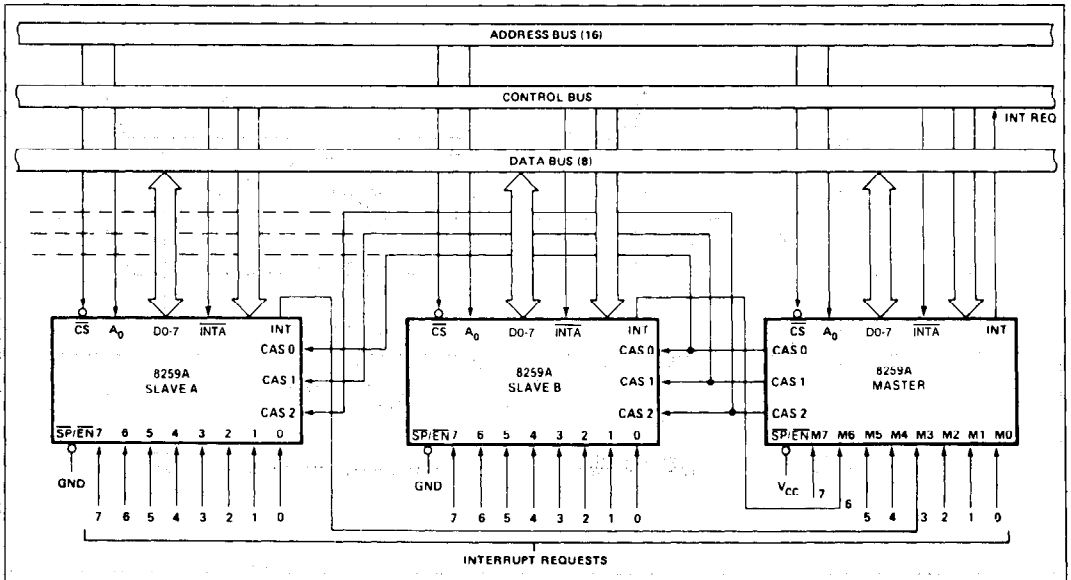 ADDRESS BUS (16)
CONTROL BUS
INT REQ
DATA BUS (8)
CS A0 D0-7 INTA INT
CAS 0
8259A
SLAVE A
CAS 1
CAS 2
SP/EN 7 6 5 4 3 2 1 0
GND
7 6 5 4 3 2 1 0
CS A0 D0-7 INTA INT
CAS 0
8259A
SLAVE B
CAS 1
CAS 2
SP/EN 7 6 5 4 3 2 1 0
GND
7 6 5 4 3 2 1 0
CS A0 D0-7 INTA INT
CAS 0
8259A
MASTER
CAS 1
CAS 2
SP/EN M7 M6 M5 M4 M3 M2 M1 M0
VCC
7 6 5 4 3 2 1 0
INTERRUPT REQUESTS